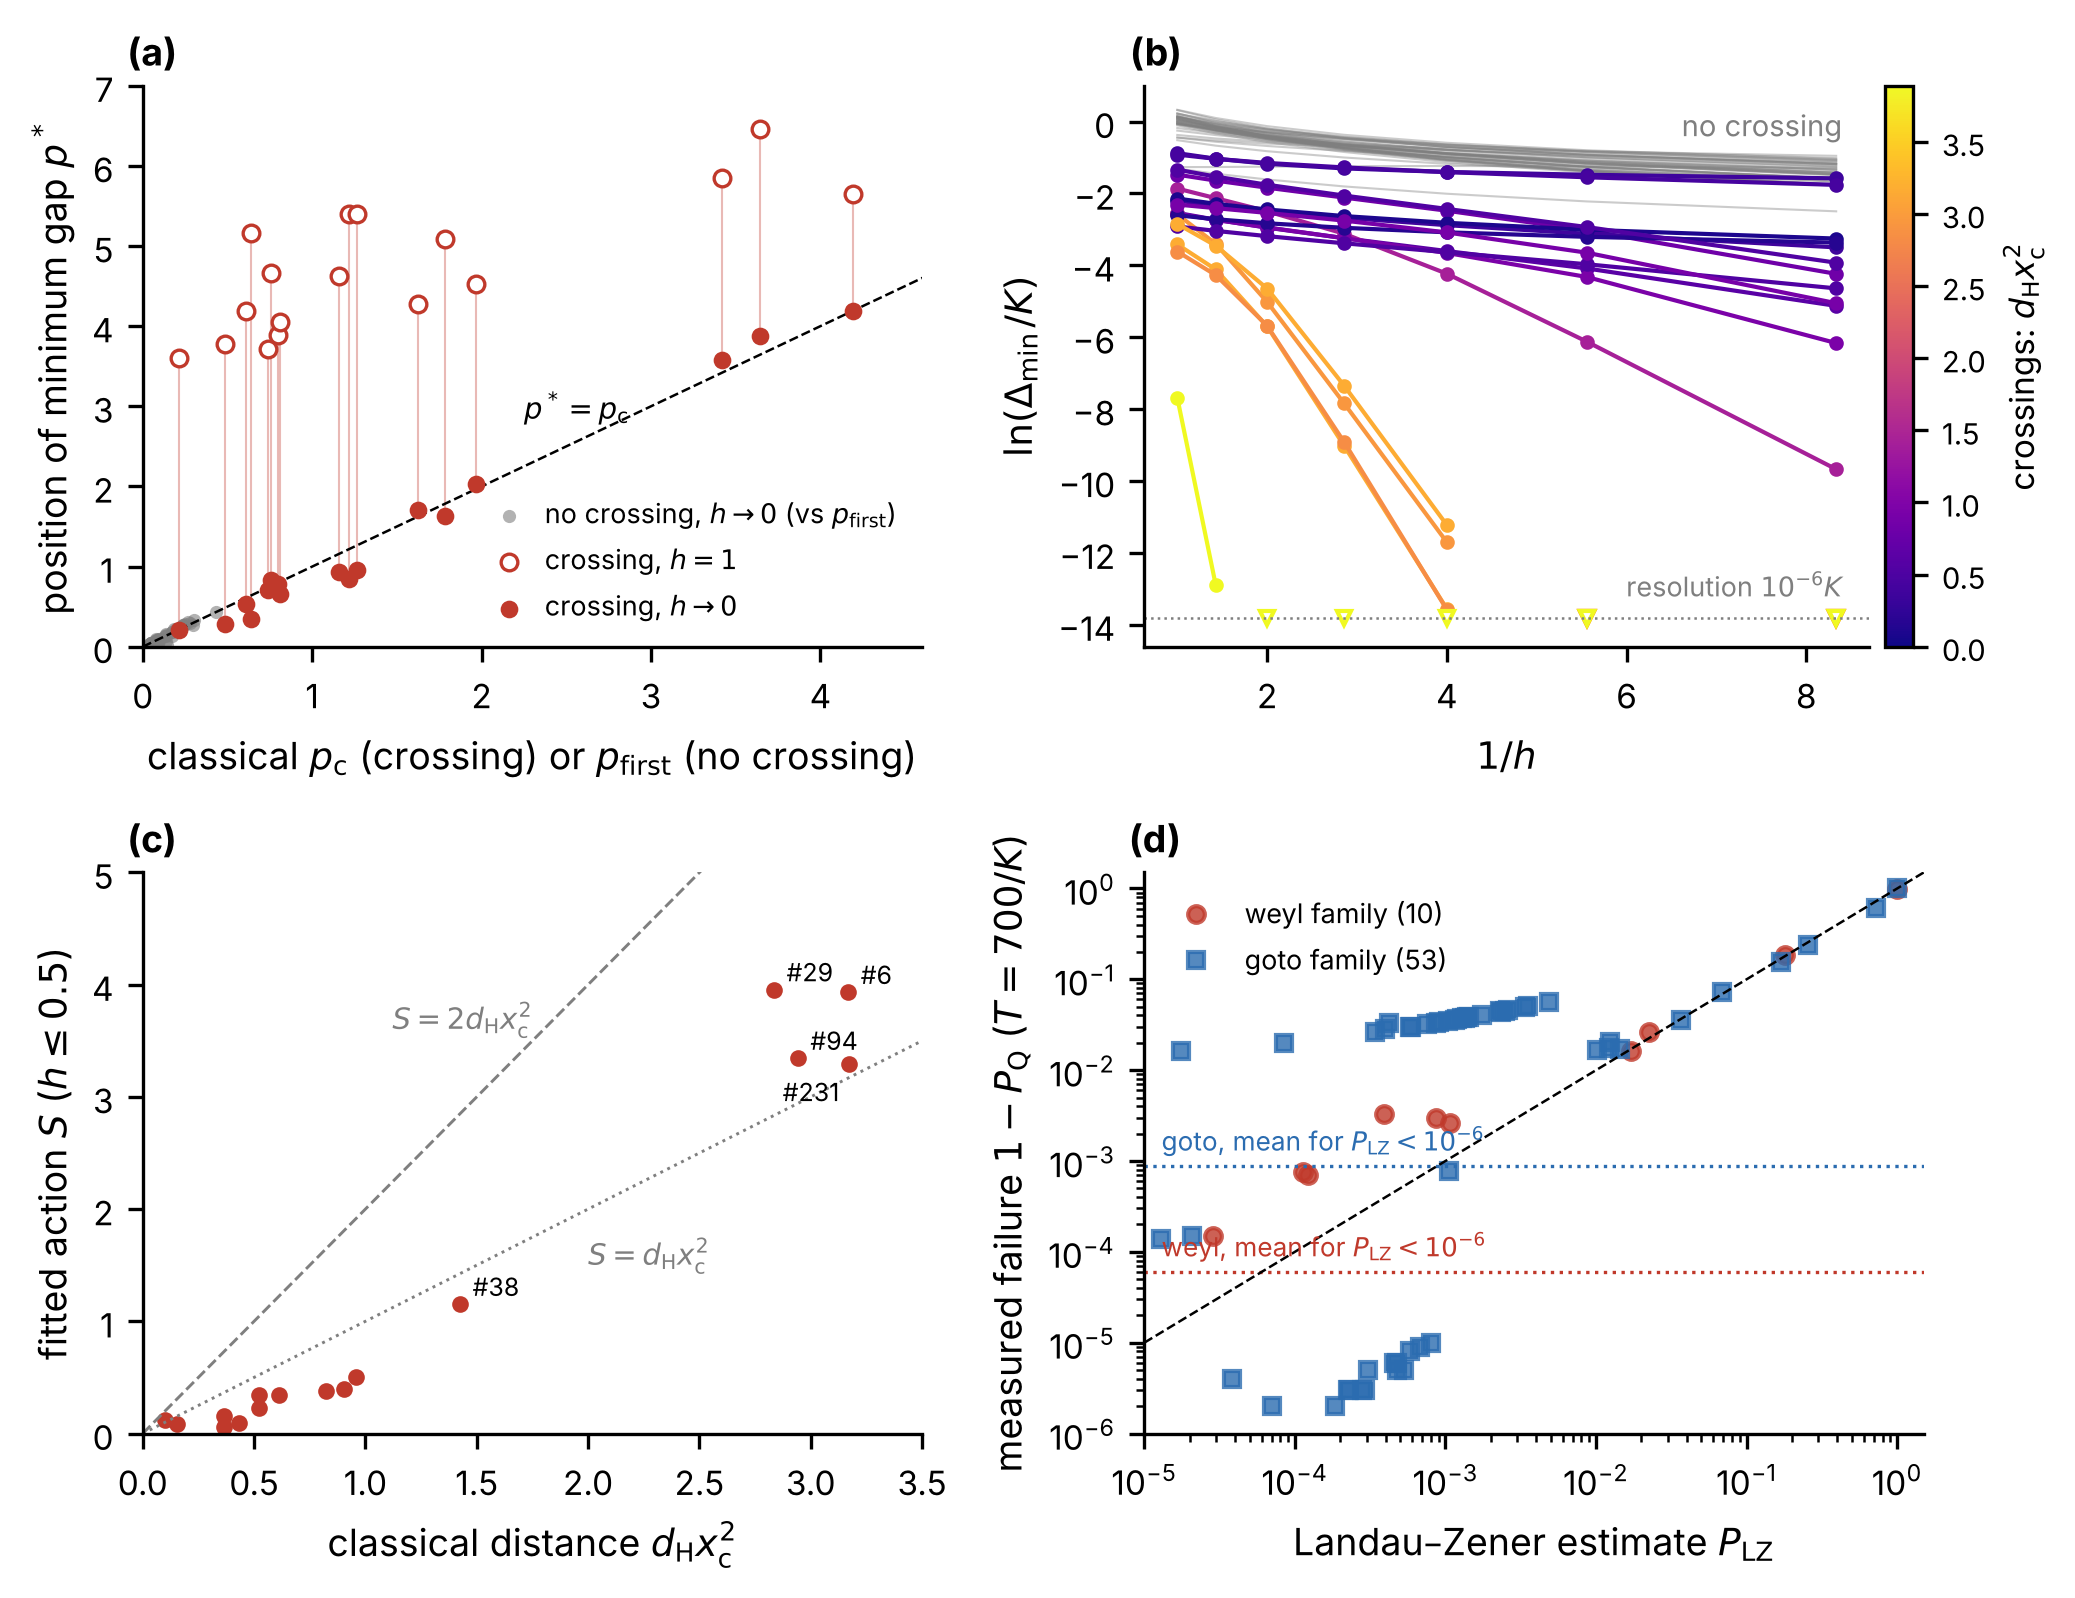 (a)
7
6
5
4
3
2
1
0
position of minimum gap p*
p* = pc
no crossing, h → 0 (vs pfirst)
crossing, h = 1
crossing, h → 0
0 1 2 3 4
classical pc (crossing) or pfirst (no crossing)
(b)
0
−2
−4
−6
−8
−10
−12
−14
ln(Δmin/K)
no crossing
resolution 10⁻⁶K
2 4 6 8
1/h
3.5
3.0
2.5
2.0
1.5
1.0
0.5
0.0
crossings: dHxc²
(c)
5
4
3
2
1
0
fitted action S (h ≤ 0.5)
S = 2dHxc²
#29
#6
#94
#231
S = dHxc²
#38
0.0 0.5 1.0 1.5 2.0 2.5 3.0 3.5
classical distance dHxc²
(d)
10⁰
10⁻¹
10⁻²
10⁻³
10⁻⁴
10⁻⁵
10⁻⁶
measured failure 1 − PQ (T = 700/K)
weyl family (10)
goto family (53)
goto, mean for PLZ < 10⁻⁶
weyl, mean for PLZ < 10⁻⁶
10⁻⁵ 10⁻⁴ 10⁻³ 10⁻² 10⁻¹ 10⁰
Landau–Zener estimate PLZ